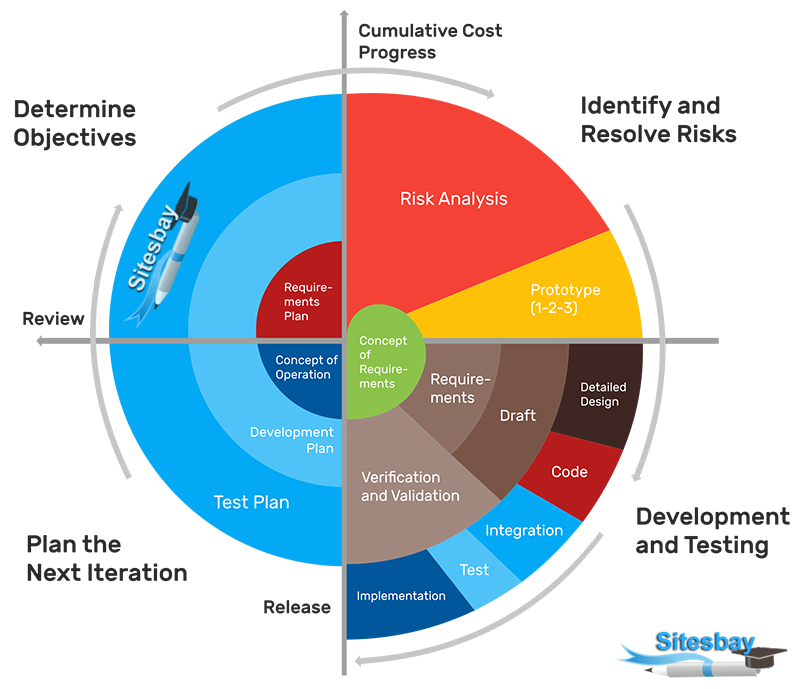 Cumulative Cost
Progress
Determine
Objectives
Identify and
Resolve Risks
Sitesbay
Risk Analysis
Prototype
(1-2-3)
Require-
ments
Plan
Review
Concept
of
Require-
ments
Concept of
Operation
Require-
ments
Detailed
Design
Draft
Development
Plan
Code
Verification
and Validation
Test Plan
Integration
Development
and Testing
Plan the
Next Iteration
Test
Implementation
Release
Sitesbay